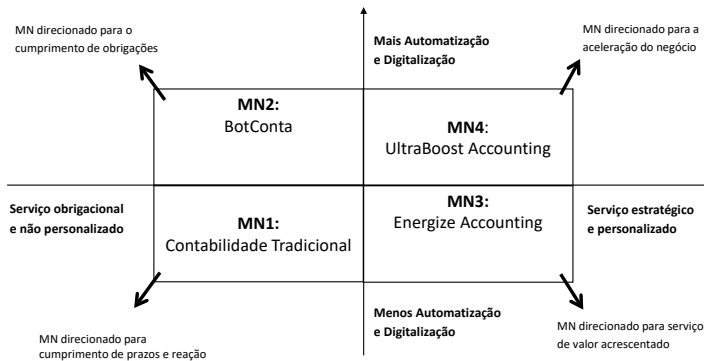 MN direcionado para o
cumprimento de obrigações
Mais Automatização
e Digitalização
MN direcionado para a
aceleração do negócio
MN2:
BotConta
MN4:
UltraBoost Accounting
Serviço obrigacional
e não personalizado
MN1:
Contabilidade Tradicional
MN3:
Energize Accounting
Serviço estratégico
e personalizado
MN direcionado para
cumprimento de prazos e reação
Menos Automatização
e Digitalização
MN direcionado para serviço
de valor acrescentado